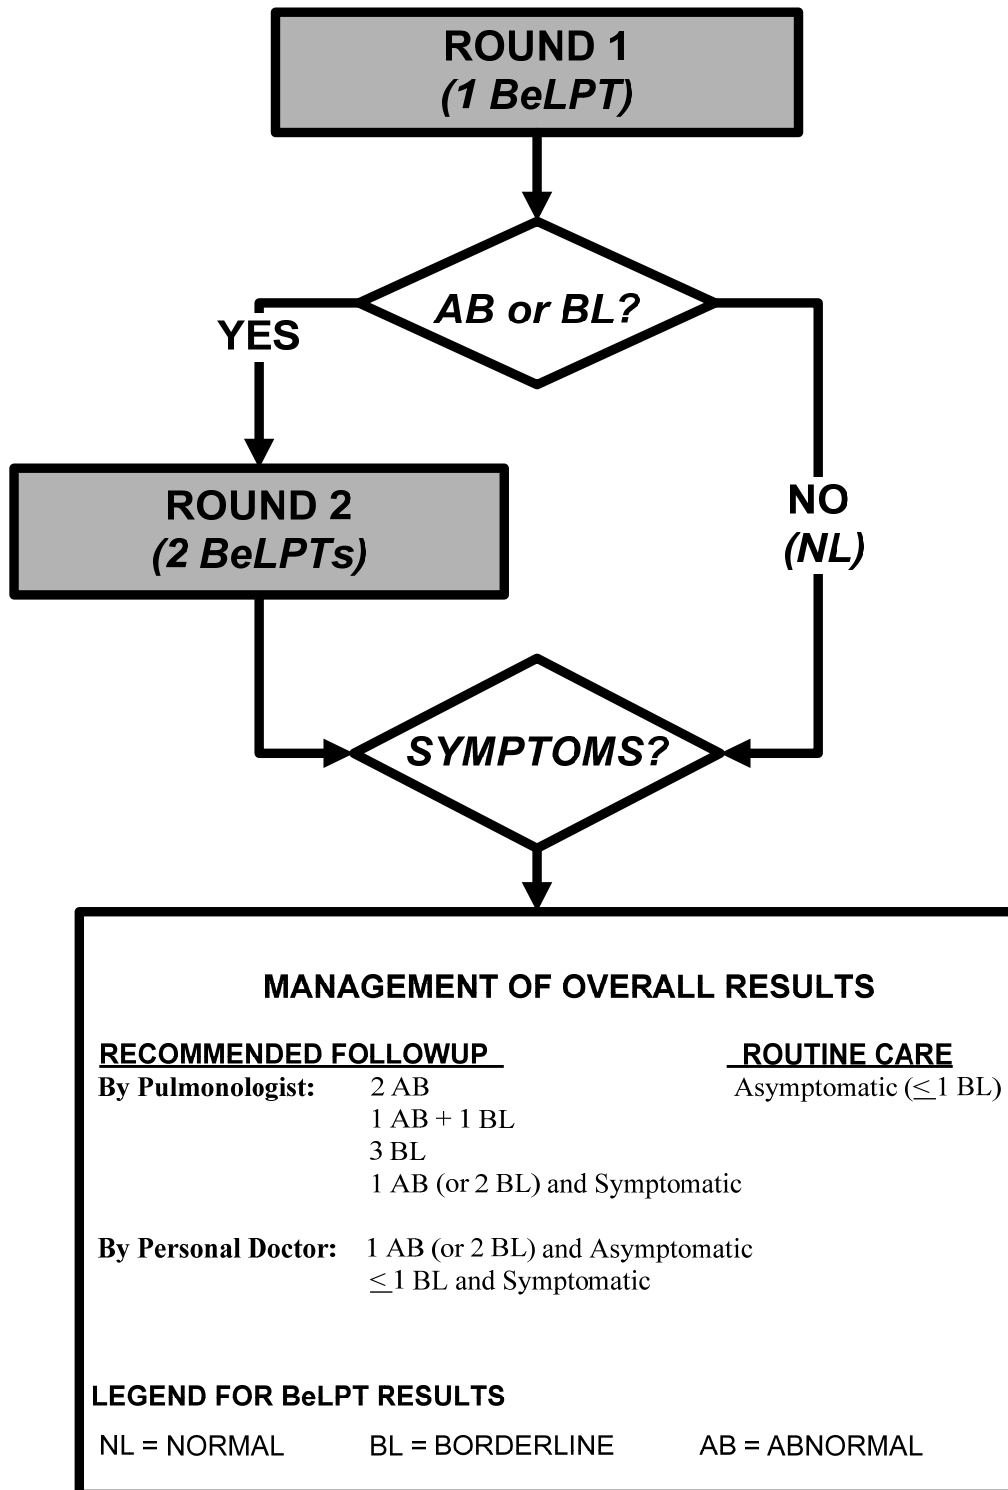 ROUND 1
(1 BeLPT)
AB or BL?
YES
ROUND 2
(2 BeLPTs)
NO
(NL)
SYMPTOMS?
MANAGEMENT OF OVERALL RESULTS
RECOMMENDED FOLLOWUP
By Pulmonologist: 2 AB
1 AB + 1 BL
3 BL
1 AB (or 2 BL) and Symptomatic
By Personal Doctor: 1 AB (or 2 BL) and Asymptomatic
≤1 BL and Symptomatic
ROUTINE CARE
Asymptomatic (≤1 BL)
LEGEND FOR BeLPT RESULTS
NL = NORMAL BL = BORDERLINE AB = ABNORMAL